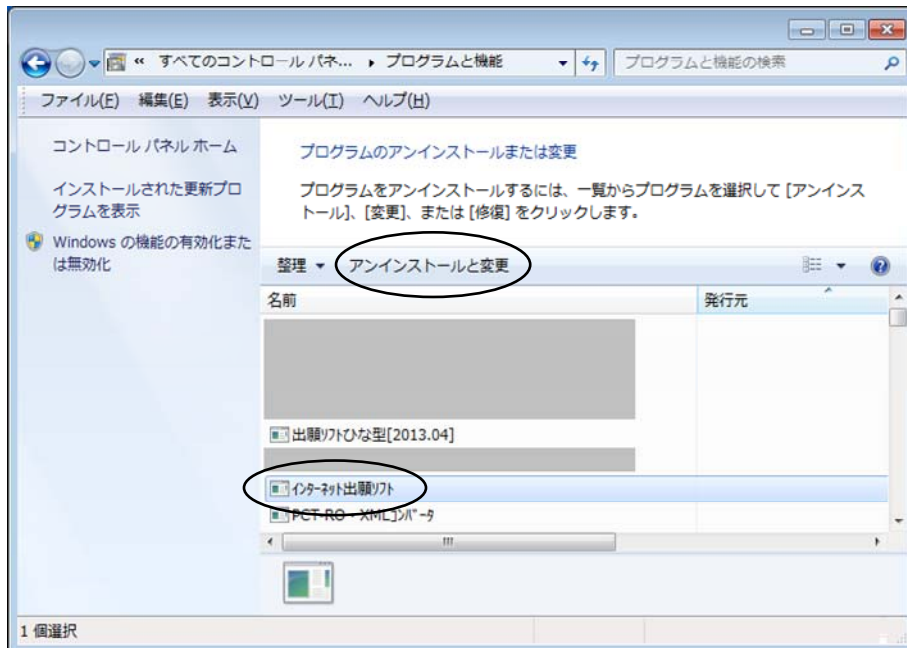 « すべてのコントロール パネ... ▸ プログラムと機能
プログラムと機能の検索
ファイル(F) 編集(E) 表示(V) ツール(T) ヘルプ(H)
コントロール パネル ホーム
インストールされた更新プロ
グラムを表示
Windows の機能の有効化また
は無効化
プログラムのアンインストールまたは変更
プログラムをアンインストールするには、一覧からプログラムを選択して [アンインス
トール]、[変更]、または [修復] をクリックします。
整理 ▼ アンインストールと変更
名前 発行元
出願ｿﾌﾄひな型[2013.04]
ｲﾝﾀｰﾈｯﾄ出願ｿﾌﾄ
PCT-RO・XMLｺﾝﾊﾞｰﾀ
1 個選択